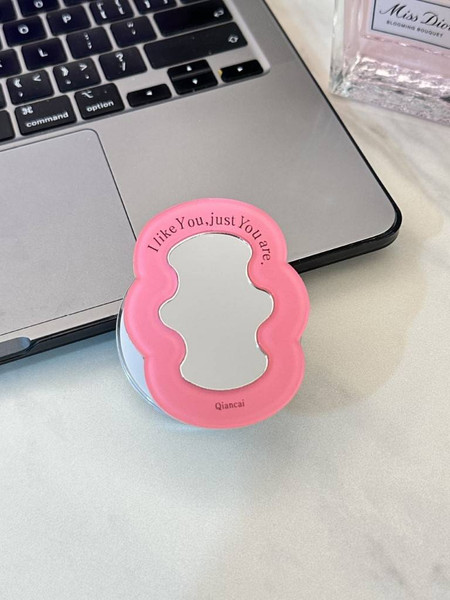 Miss Dior
BLOOMING BOUQUET
command
option
I like You,just You are.
Qiancai